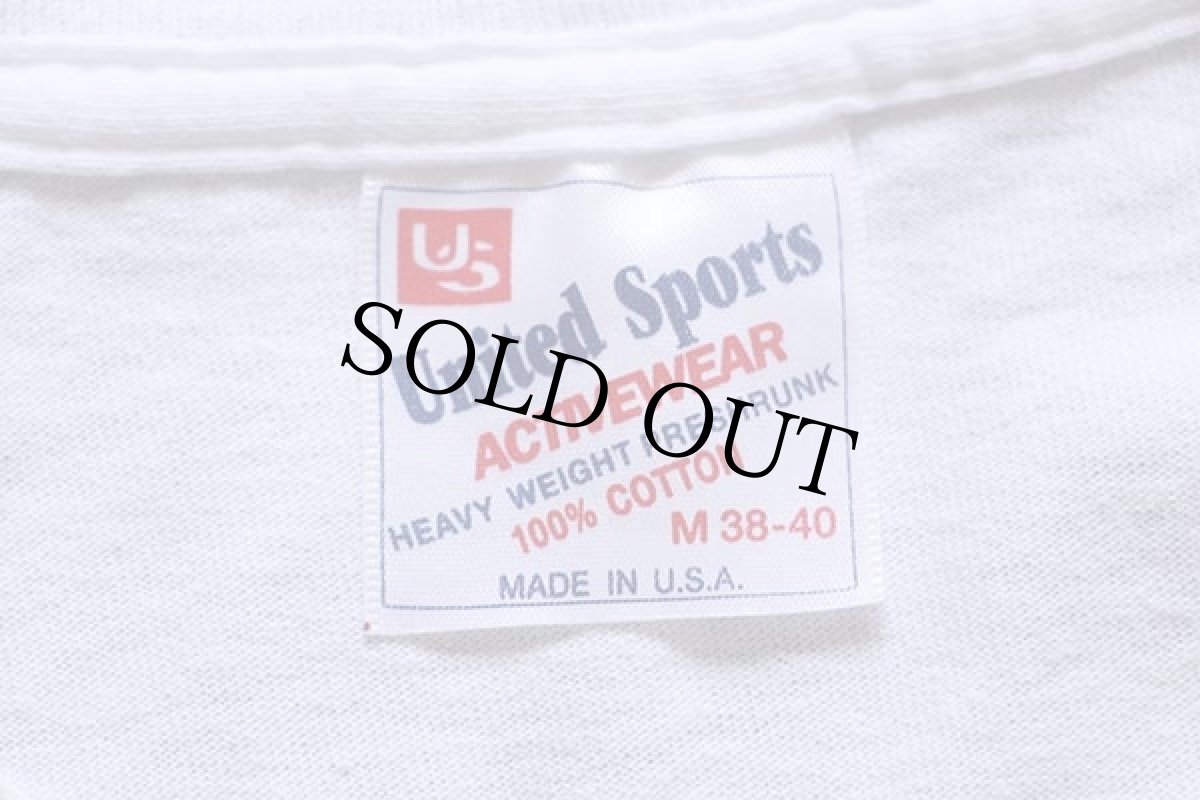 US
United Sports
ACTIVEWEAR
HEAVY WEIGHT PRESHRUNK
100% COTTON
M 38-40
MADE IN U.S.A.
SOLD OUT